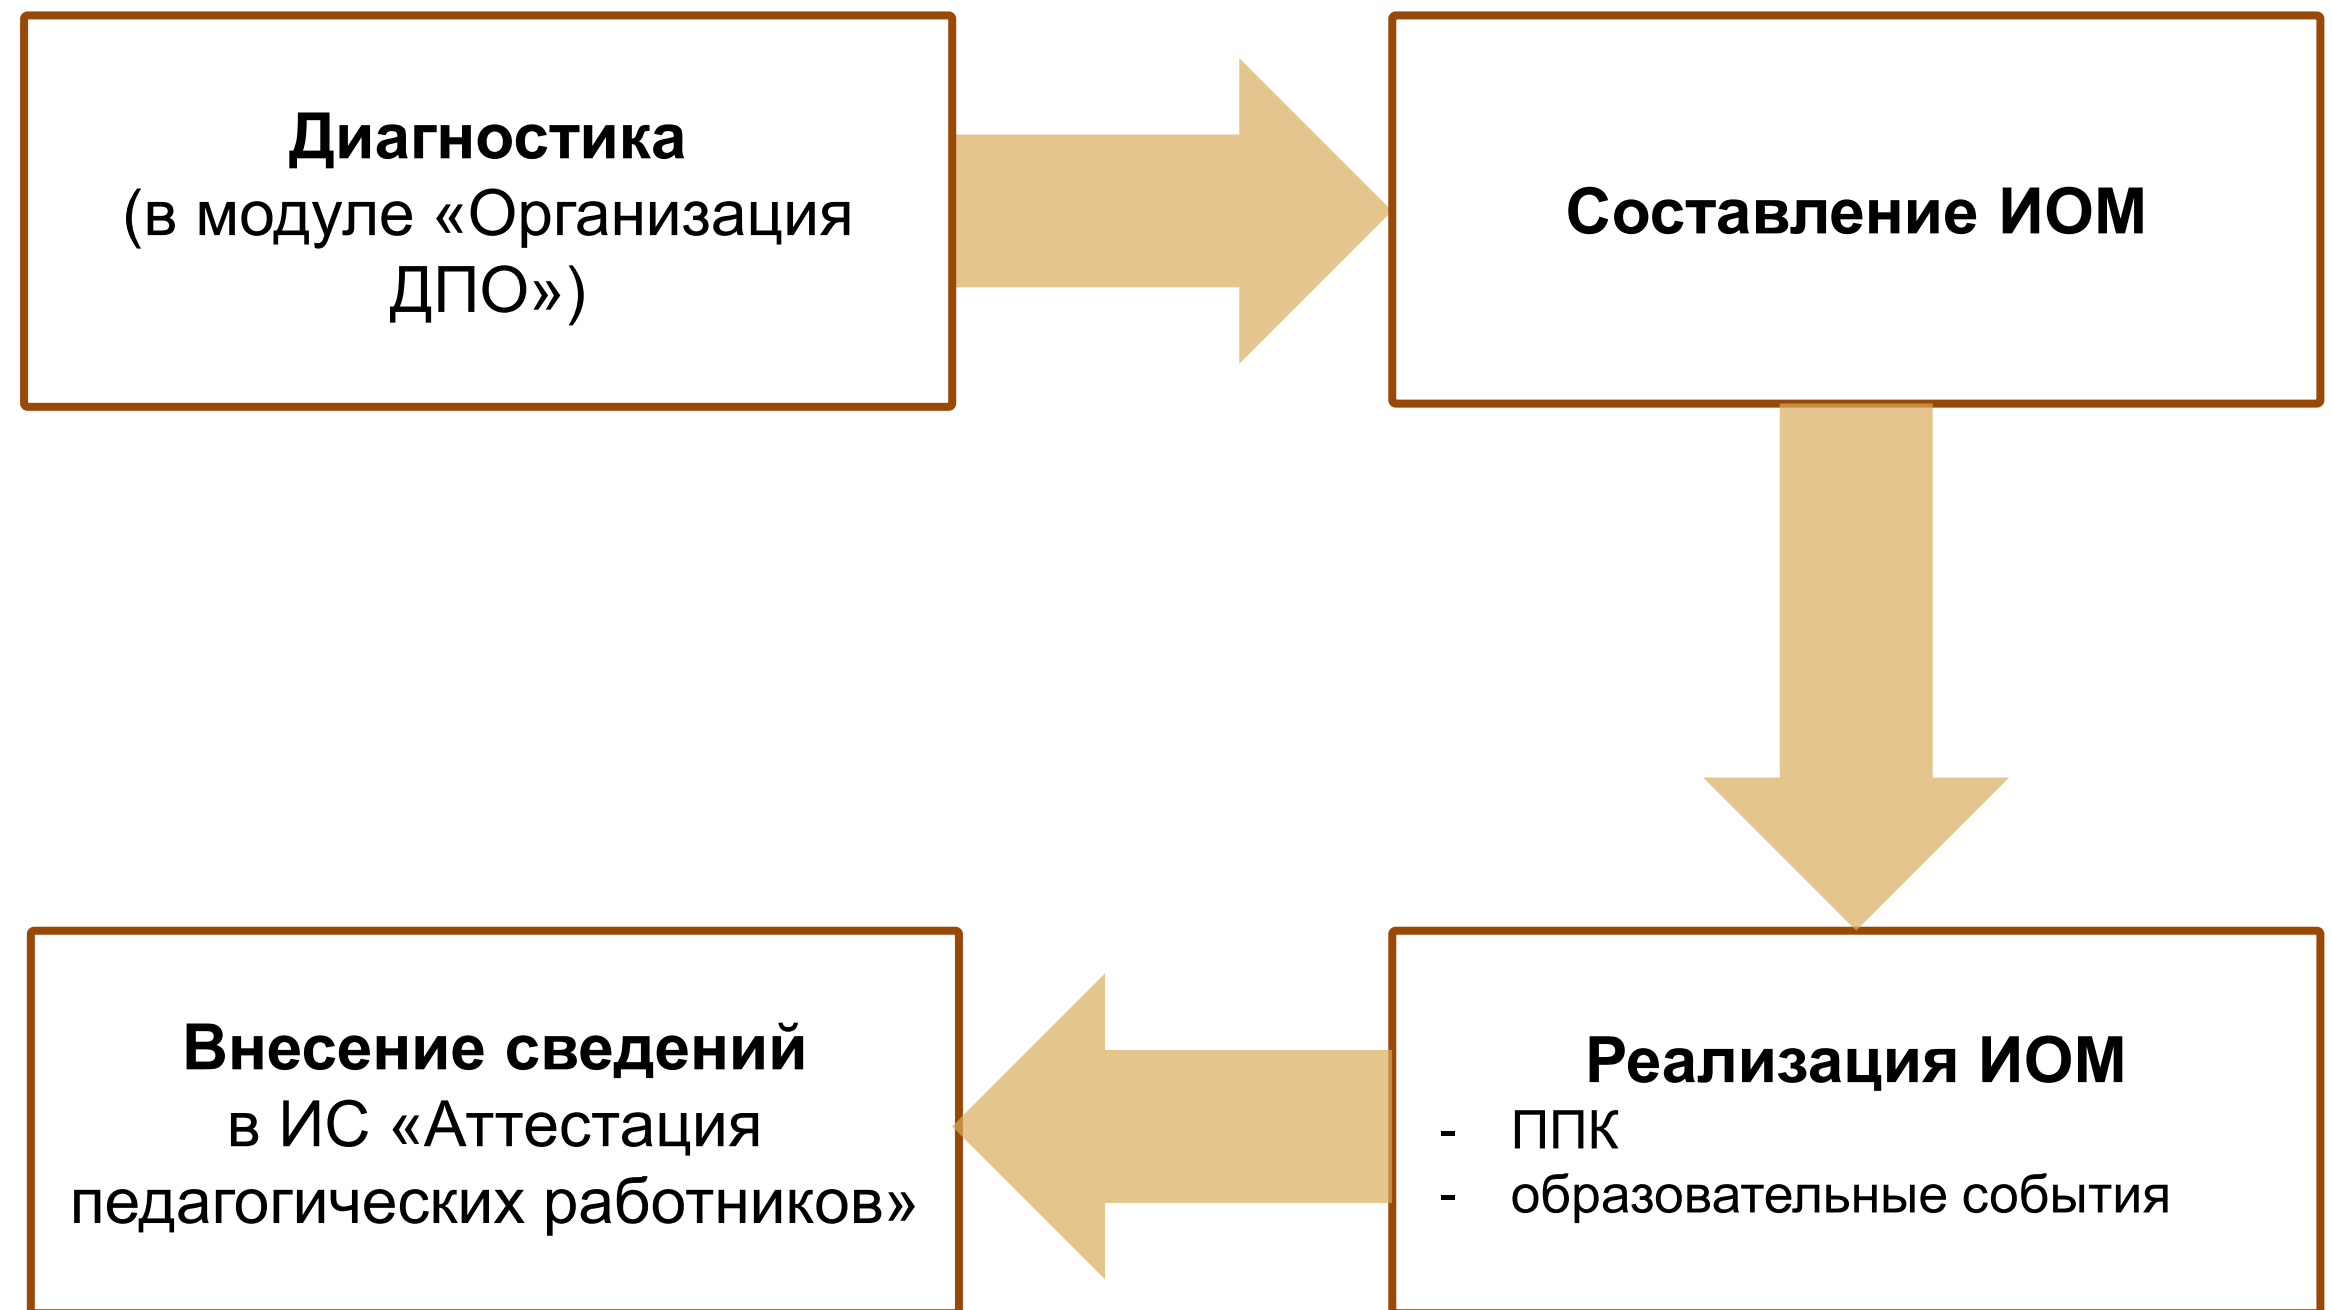 Диагностика
(в модуле «Организация
ДПО»)
Составление ИОМ
Внесение сведений
в ИС «Аттестация
педагогических работников»
Реализация ИОМ
- ППК
- образовательные события